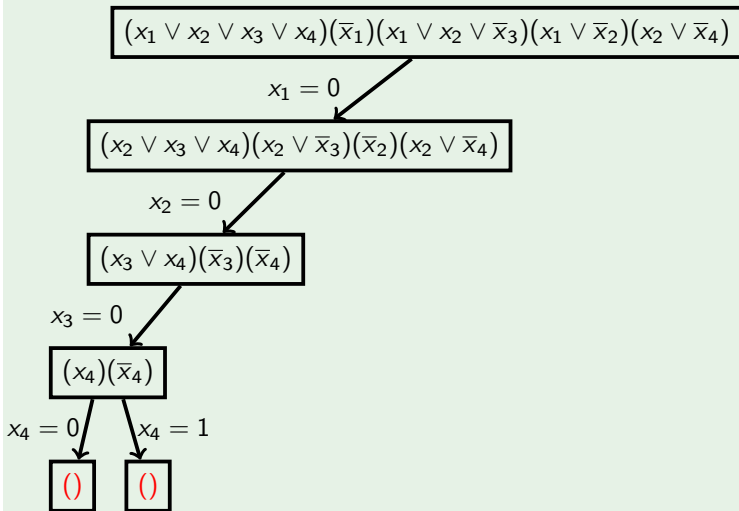 (x₁ ∨ x₂ ∨ x₃ ∨ x₄)(x̅₁)(x₁ ∨ x₂ ∨ x̅₃)(x₁ ∨ x̅₂)(x₂ ∨ x̅₄)
x₁ = 0
(x₂ ∨ x₃ ∨ x₄)(x₂ ∨ x̅₃)(x̅₂)(x₂ ∨ x̅₄)
x₂ = 0
(x₃ ∨ x₄)(x̅₃)(x̅₄)
x₃ = 0
(x₄)(x̅₄)
x₄ = 0 x₄ = 1
() ()